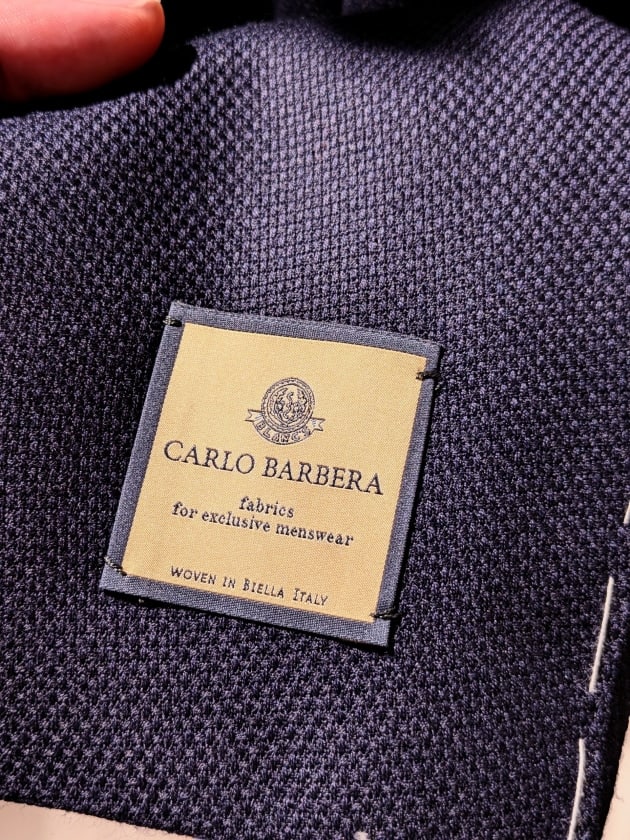 CARLO BARBERA
fabrics
for exclusive menswear
WOVEN IN BIELLA ITALY